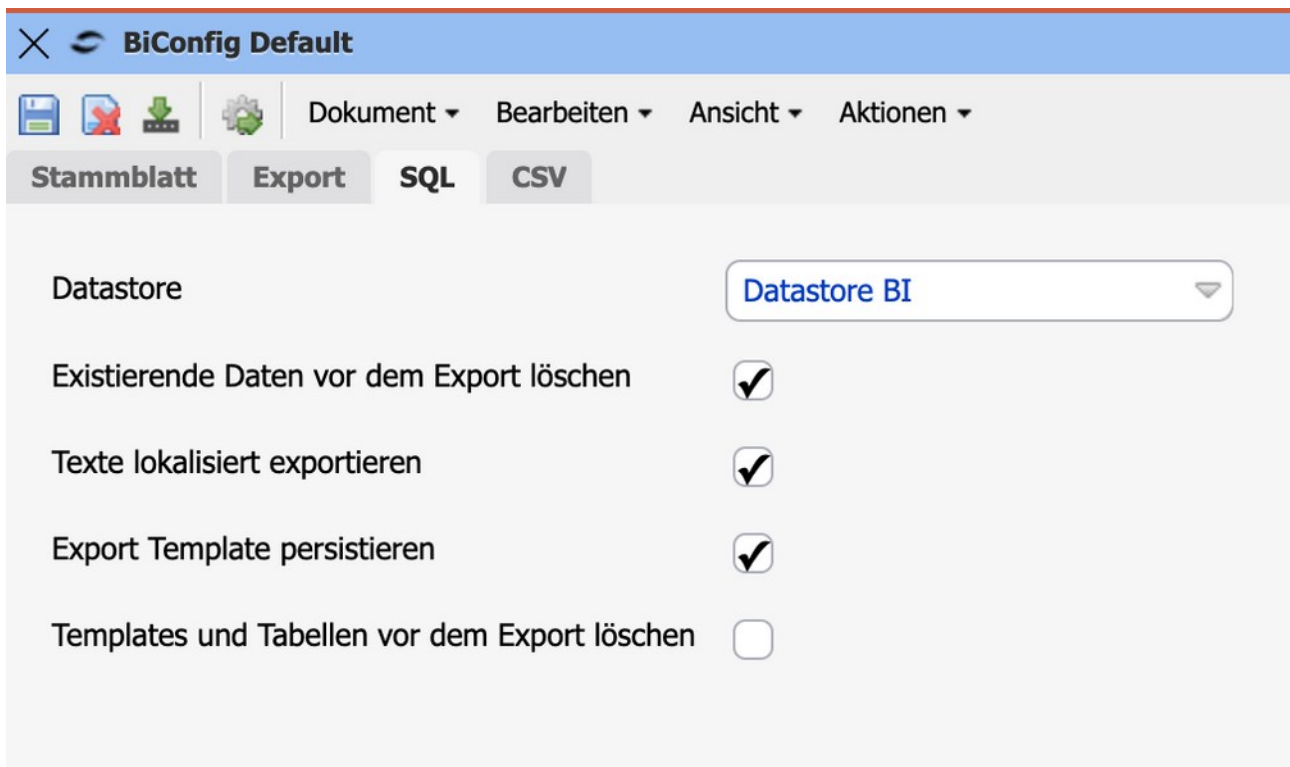 BiConfig Default
Dokument Bearbeiten Ansicht Aktionen
Stammblatt Export SQL CSV
Datastore Datastore BI
Existierende Daten vor dem Export löschen
Texte lokalisiert exportieren
Export Template persistieren
Templates und Tabellen vor dem Export löschen